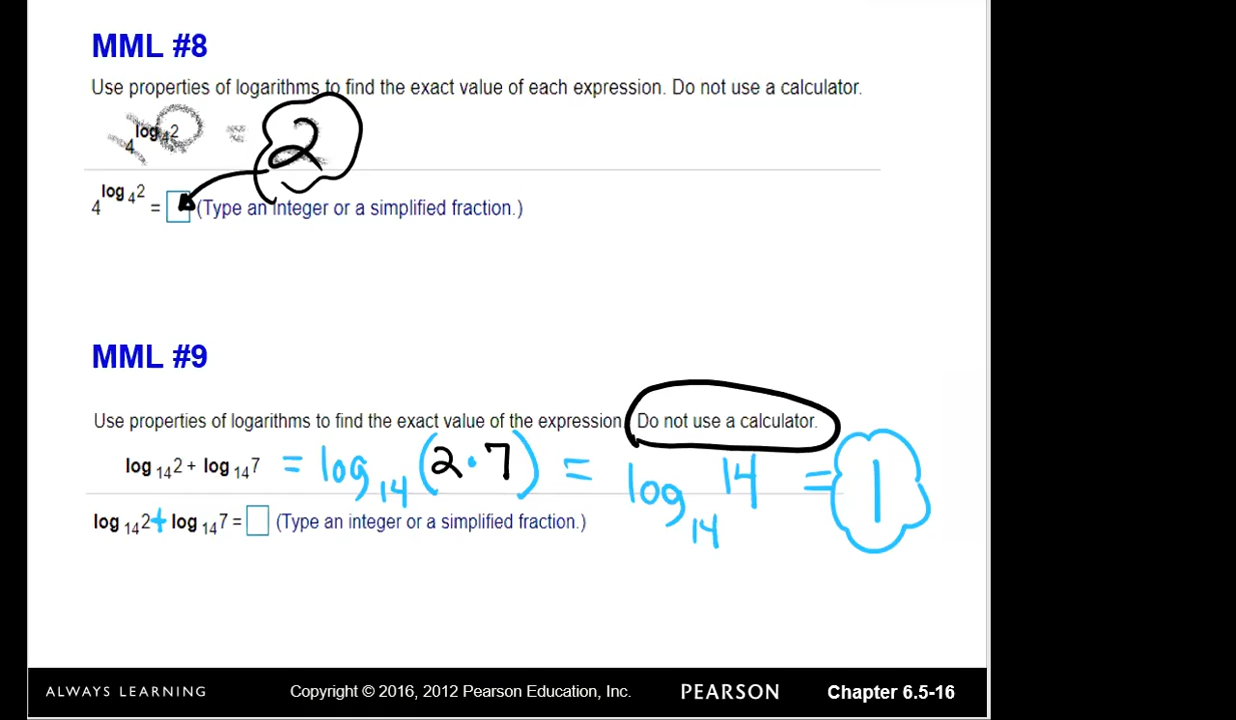 MML #8
Use properties of logarithms to find the exact value of each expression. Do not use a calculator.
4^log₄2 = 2
4^log₄2 = (Type an integer or a simplified fraction.)
MML #9
Use properties of logarithms to find the exact value of the expression. Do not use a calculator.
log₁₄2 + log₁₄7 = log₁₄(2·7) = log₁₄14 = 1
log₁₄2 + log₁₄7 = (Type an integer or a simplified fraction.)
ALWAYS LEARNING Copyright © 2016, 2012 Pearson Education, Inc. PEARSON Chapter 6.5-16